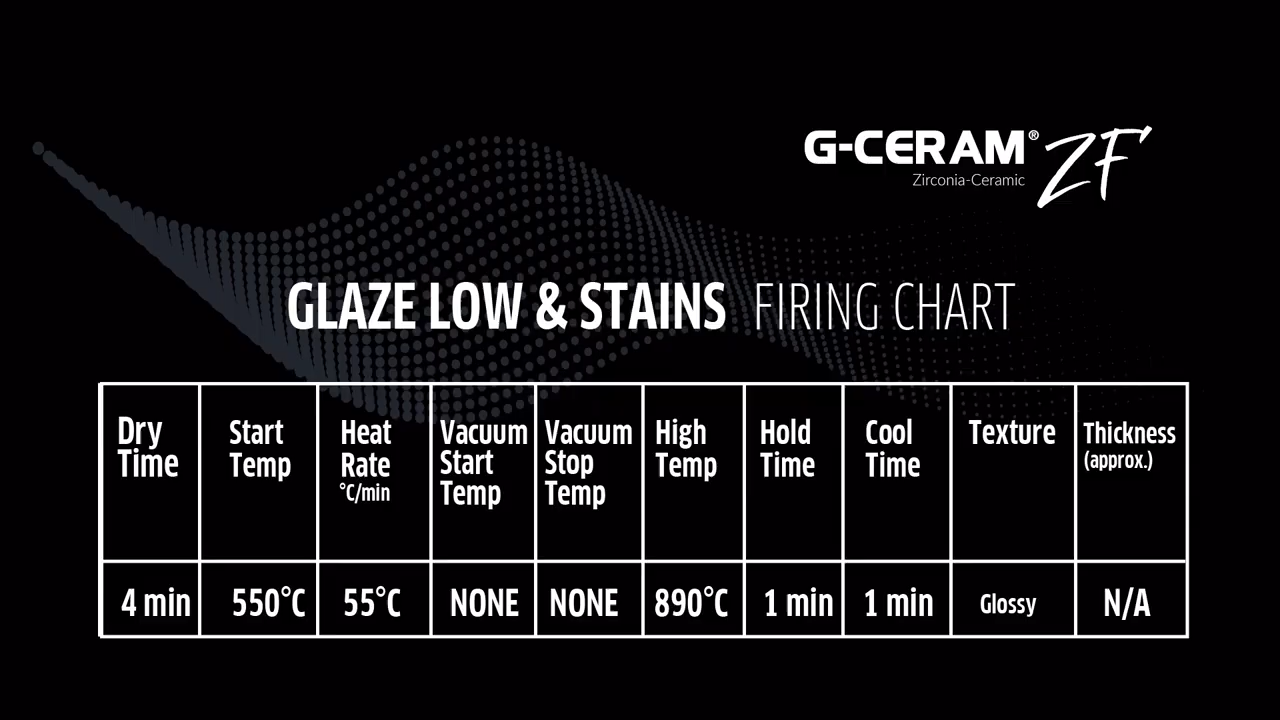 G-CERAM® ZF
Zirconia-Ceramic
GLAZE LOW & STAINS FIRING CHART
Dry Time
Start Temp
Heat Rate °C/min
Vacuum Start Temp
Vacuum Stop Temp
High Temp
Hold Time
Cool Time
Texture
Thickness (approx.)
4 min
550°C
55°C
NONE
NONE
890°C
1 min
1 min
Glossy
N/A